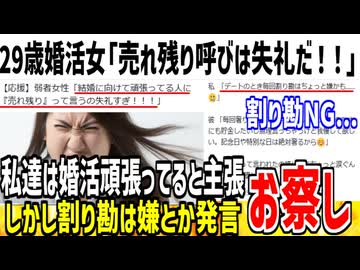 29歳婚活女「売れ残り呼びは失礼だ！！」
【応援】弱者女性「結婚に向けて頑張ってる人に
『売れ残り』って言うの失礼すぎ！！！」
私「デートのとき毎回割り勘はちょっと嫌かも…
割り勘NG...
私達は婚活頑張ってると主張
しかし割り勘は嫌とか発言
お察し